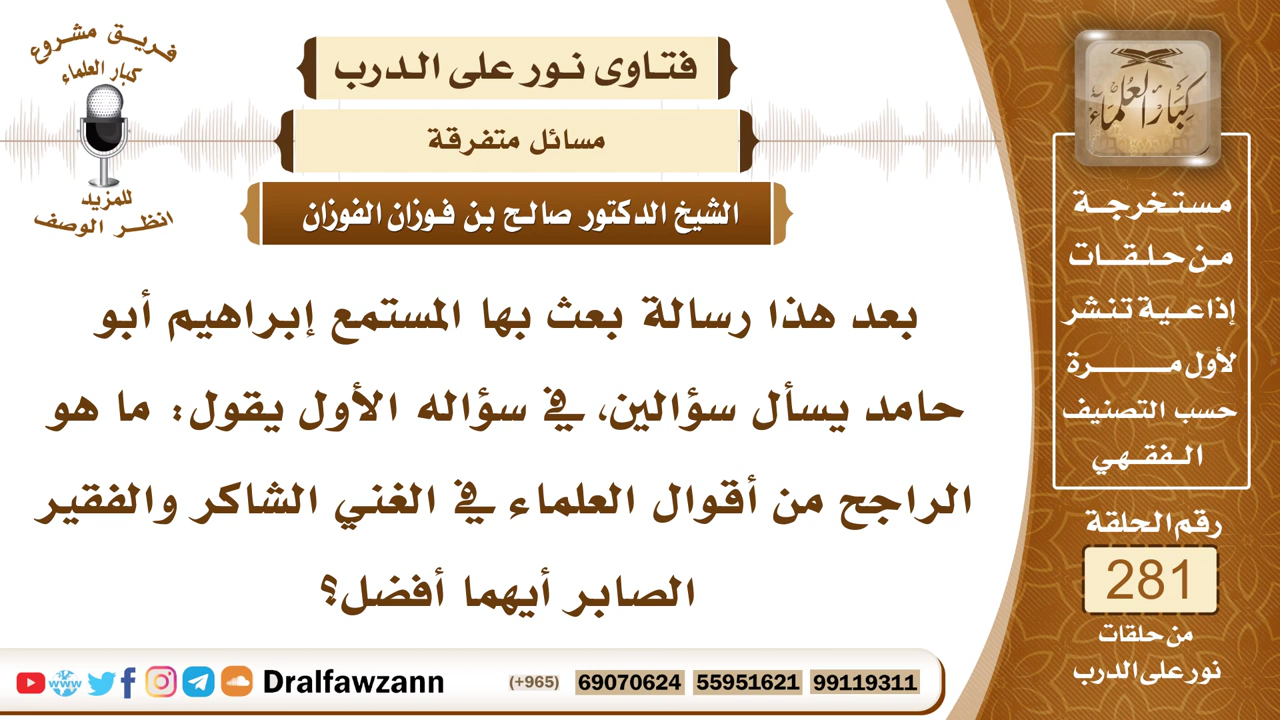 فريق مشروع
كبار العلماء
للمزيد
انظر الوصف
فتاوى نور على الدرب
مسائل متفرقة
الشيخ الدكتور صالح بن فوزان الفوزان
بعد هذا رسالة بعث بها المستمع إبراهيم أبو
حامد يسأل سؤالين، في سؤاله الأول يقول: ما هو
الراجح من أقوال العلماء في الغني الشاكر والفقير
الصابر أيهما أفضل؟
كبار العلماء
مستخرجة
من حلقات
إذاعية تنشر
لأول مرة
حسب التصنيف
الفقهي
رقم الحلقة
281
من حلقات
نور على الدرب
www Dralfawzann (+965) 69070624 55951621 99119311